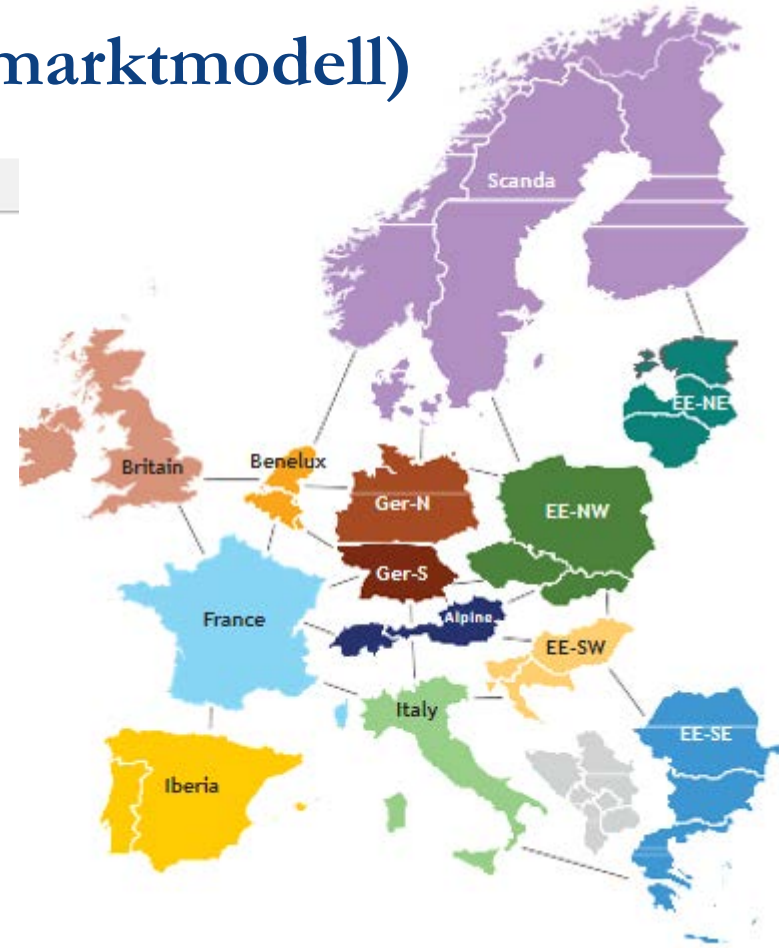 marktmodell)
Scanda
EE-NE
Britain
Benelux
Ger-N
EE-NW
Ger-S
Alpine
France
EE-SW
Italy
EE-SE
Iberia